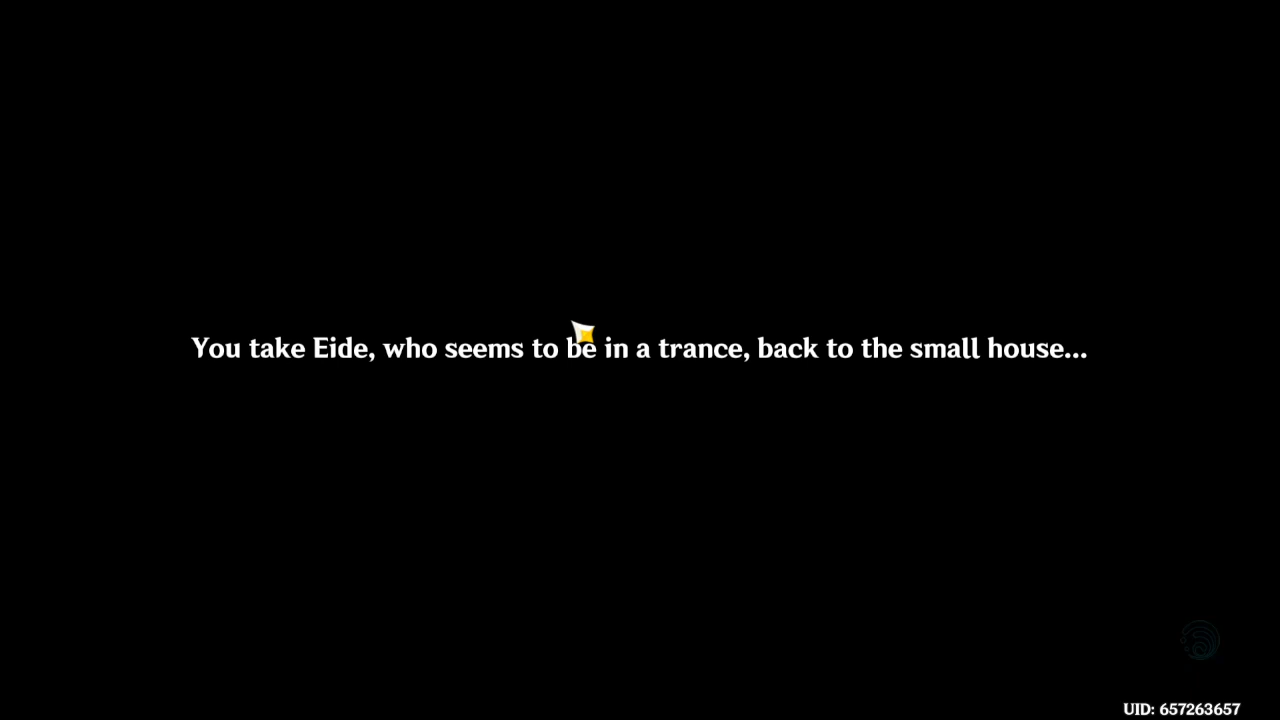 You take Eide, who seems to be in a trance, back to the small house...
UID: 657263657